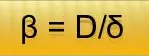 β = D/δ